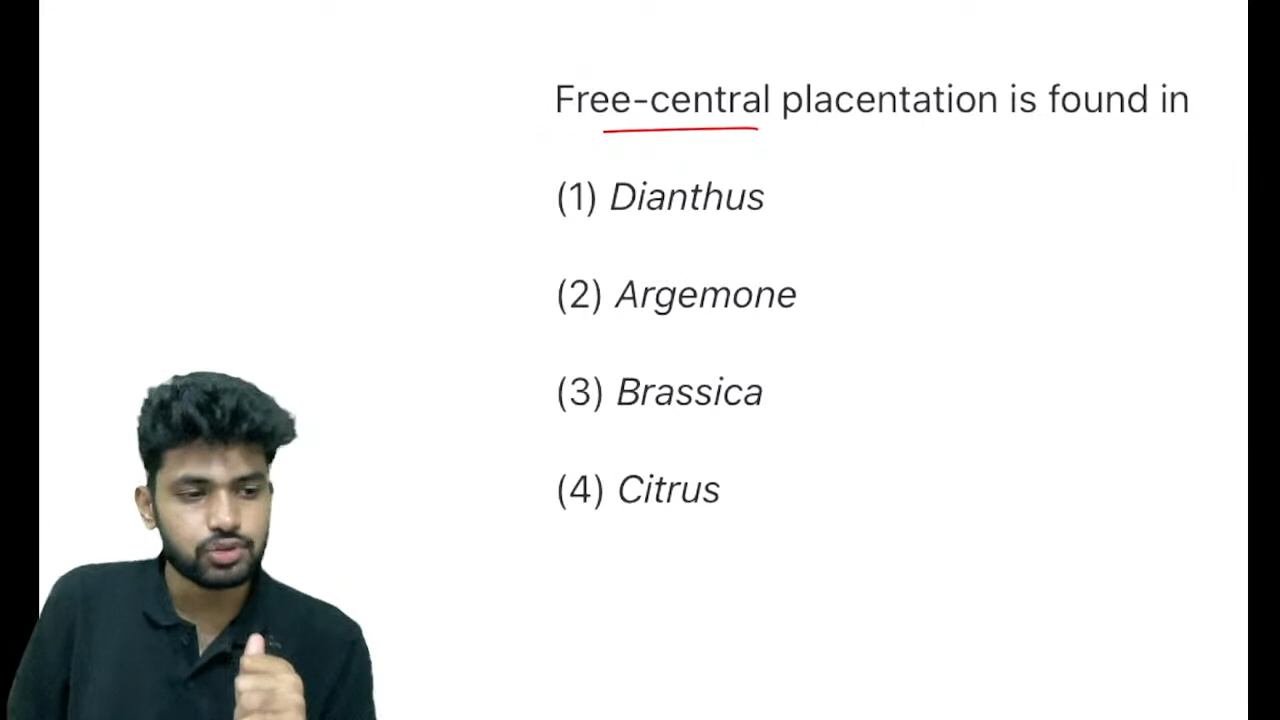 Free-central placentation is found in
(1) Dianthus
(2) Argemone
(3) Brassica
(4) Citrus